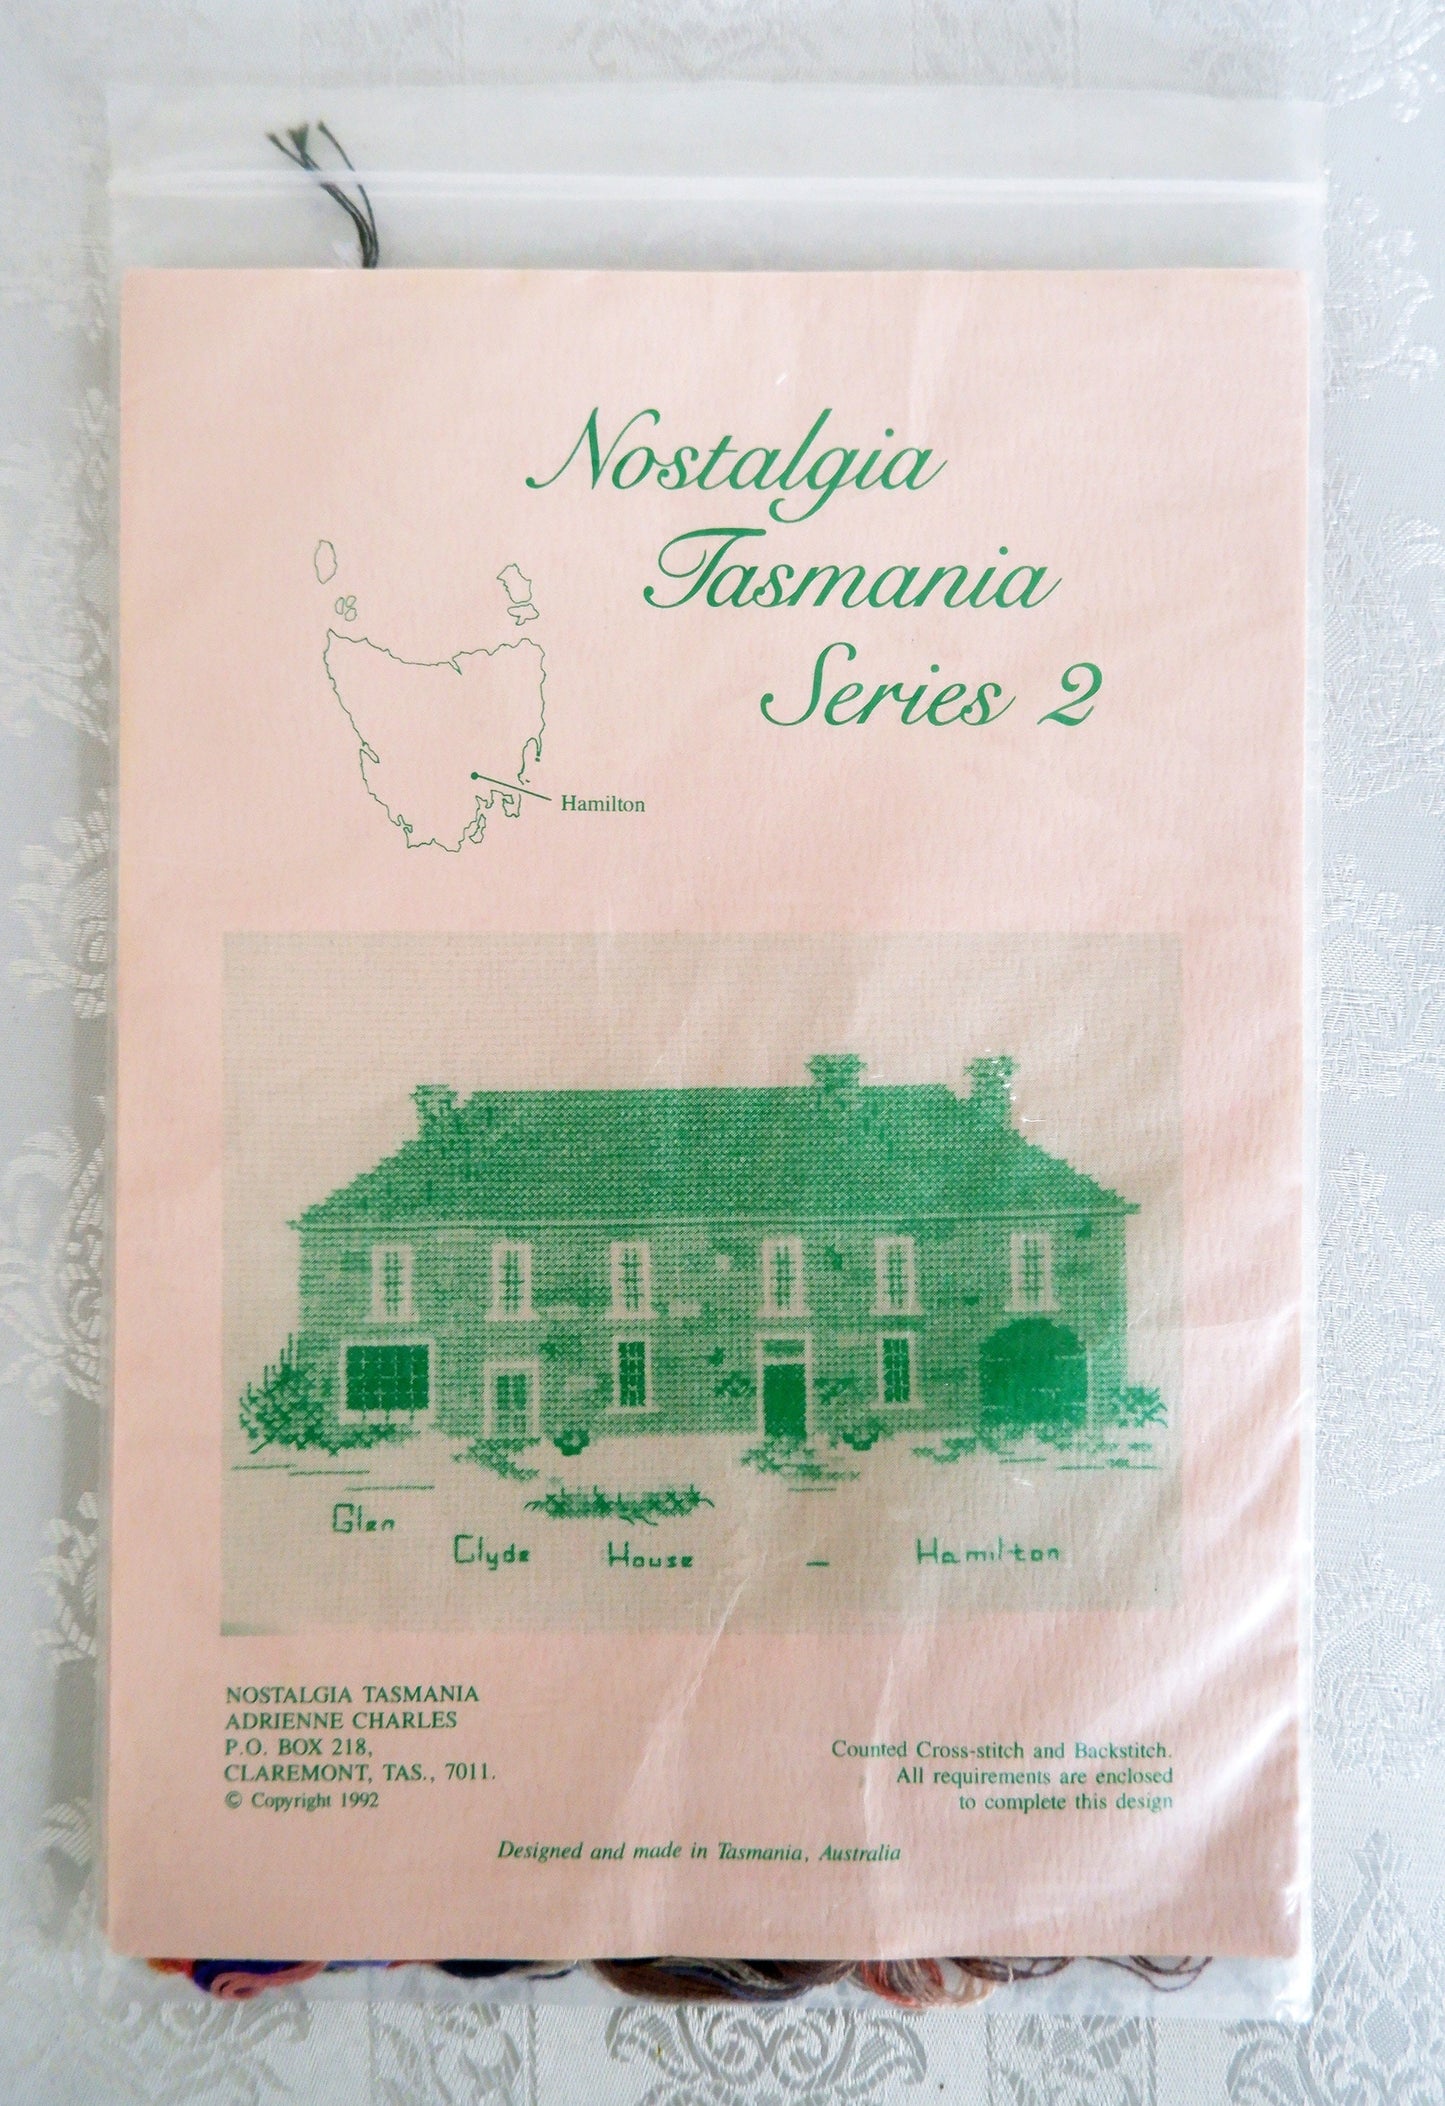 Nostalgia
Tasmania
Series 2
Hamilton
Glen
Clyde House – Hamilton
NOSTALGIA TASMANIA
ADRIENNE CHARLES
P.O. BOX 218,
CLAREMONT, TAS., 7011.
© Copyright 1992
Counted Cross-stitch and Backstitch.
All requirements are enclosed
to complete this design
Designed and made in Tasmania, Australia